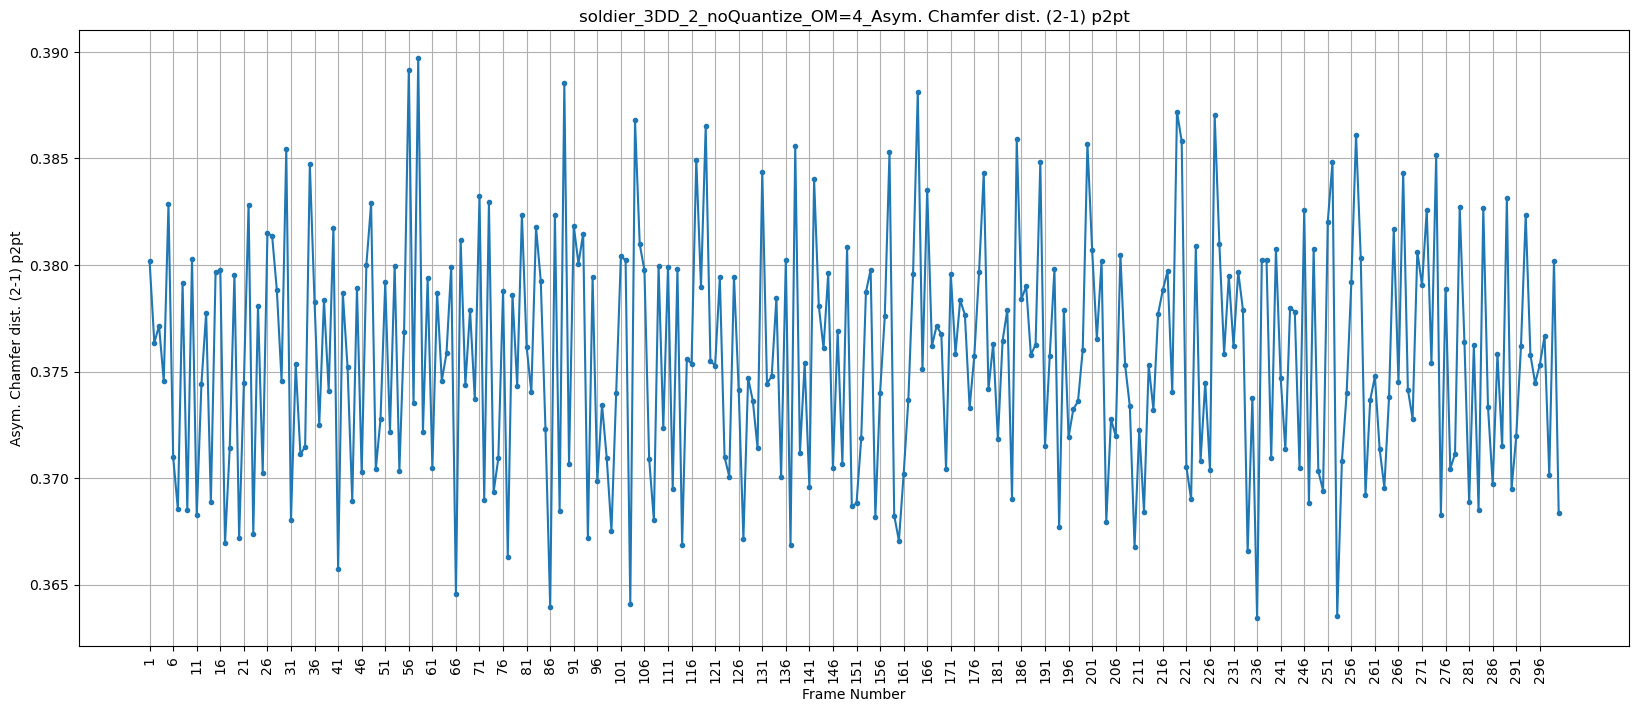 soldier_3DD_2_noQuantize_OM=4_Asym. Chamfer dist. (2-1) p2pt
Asym. Chamfer dist. (2-1) p2pt
0.390
0.385
0.380
0.375
0.370
0.365
1 6 11 16 21 26 31 36 41 46 51 56 61 66 71 76 81 86 91 96 101 106 111 116 121 126 131 136 141 146 151 156 161 166 171 176 181 186 191 196 201 206 211 216 221 226 231 236 241 246 251 256 261 266 271 276 281 286 291 296
Frame Number